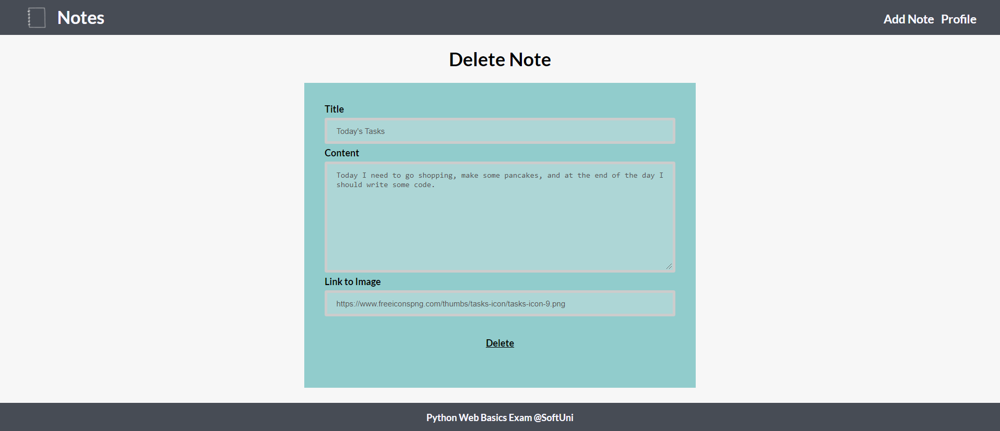 Notes
Add Note Profile
Delete Note
Title
Today's Tasks
Content
Today I need to go shopping, make some pancakes, and at the end of the day I
should write some code.
Link to Image
https://www.freeiconspng.com/thumbs/tasks-icon/tasks-icon-9.png
Delete
Python Web Basics Exam @SoftUni